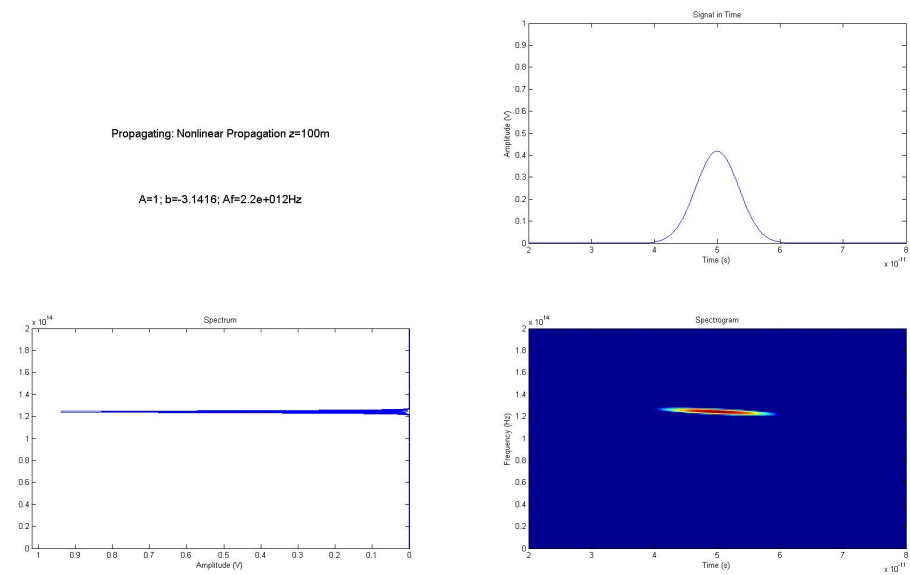 Propagating: Nonlinear Propagation z=100m
A=1; b=-3.1416; Af=2.2e+012Hz
Signal in Time
Amplitude (V)
1
0.9
0.8
0.7
0.6
0.5
0.4
0.3
0.2
0.1
0
2 3 4 5 6 7 8
Time (s)
x 10-11
Spectrum
x 1014
2
1.8
1.6
1.4
1.2
1
0.8
0.6
0.4
0.2
0
1 0.9 0.8 0.7 0.6 0.5 0.4 0.3 0.2 0.1 0
Amplitude (V)
Spectrogram
x 1014
Frequency (Hz)
2
1.8
1.6
1.4
1.2
1
0.8
0.6
0.4
0.2
0
2 3 4 5 6 7 8
Time (s)
x 10-11